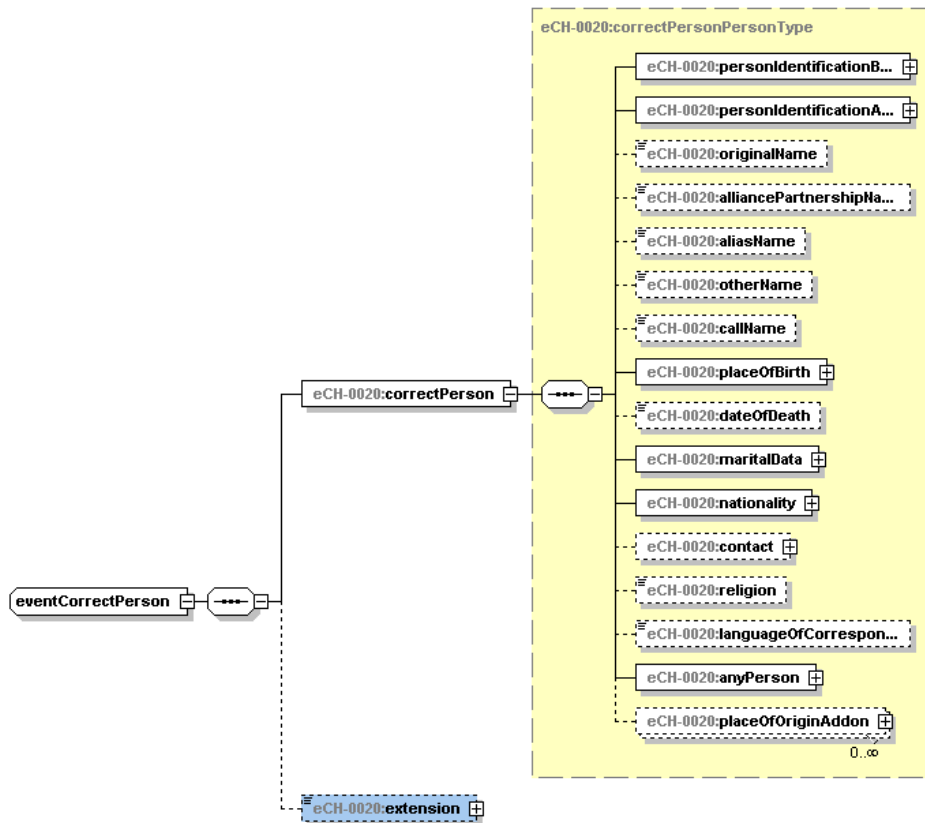 eCH-0020:correctPersonPersonType
eCH-0020:personIdentificationB...
eCH-0020:personIdentificationA...
eCH-0020:originalName
eCH-0020:alliancePartnershipNa...
eCH-0020:aliasName
eCH-0020:otherName
eCH-0020:callName
eCH-0020:placeOfBirth
eCH-0020:correctPerson
eCH-0020:dateOfDeath
eCH-0020:maritalData
eCH-0020:nationality
eCH-0020:contact
eCH-0020:religion
eventCorrectPerson
eCH-0020:languageOfCorrespon...
eCH-0020:anyPerson
eCH-0020:placeOfOriginAddon
0..∞
eCH-0020:extension